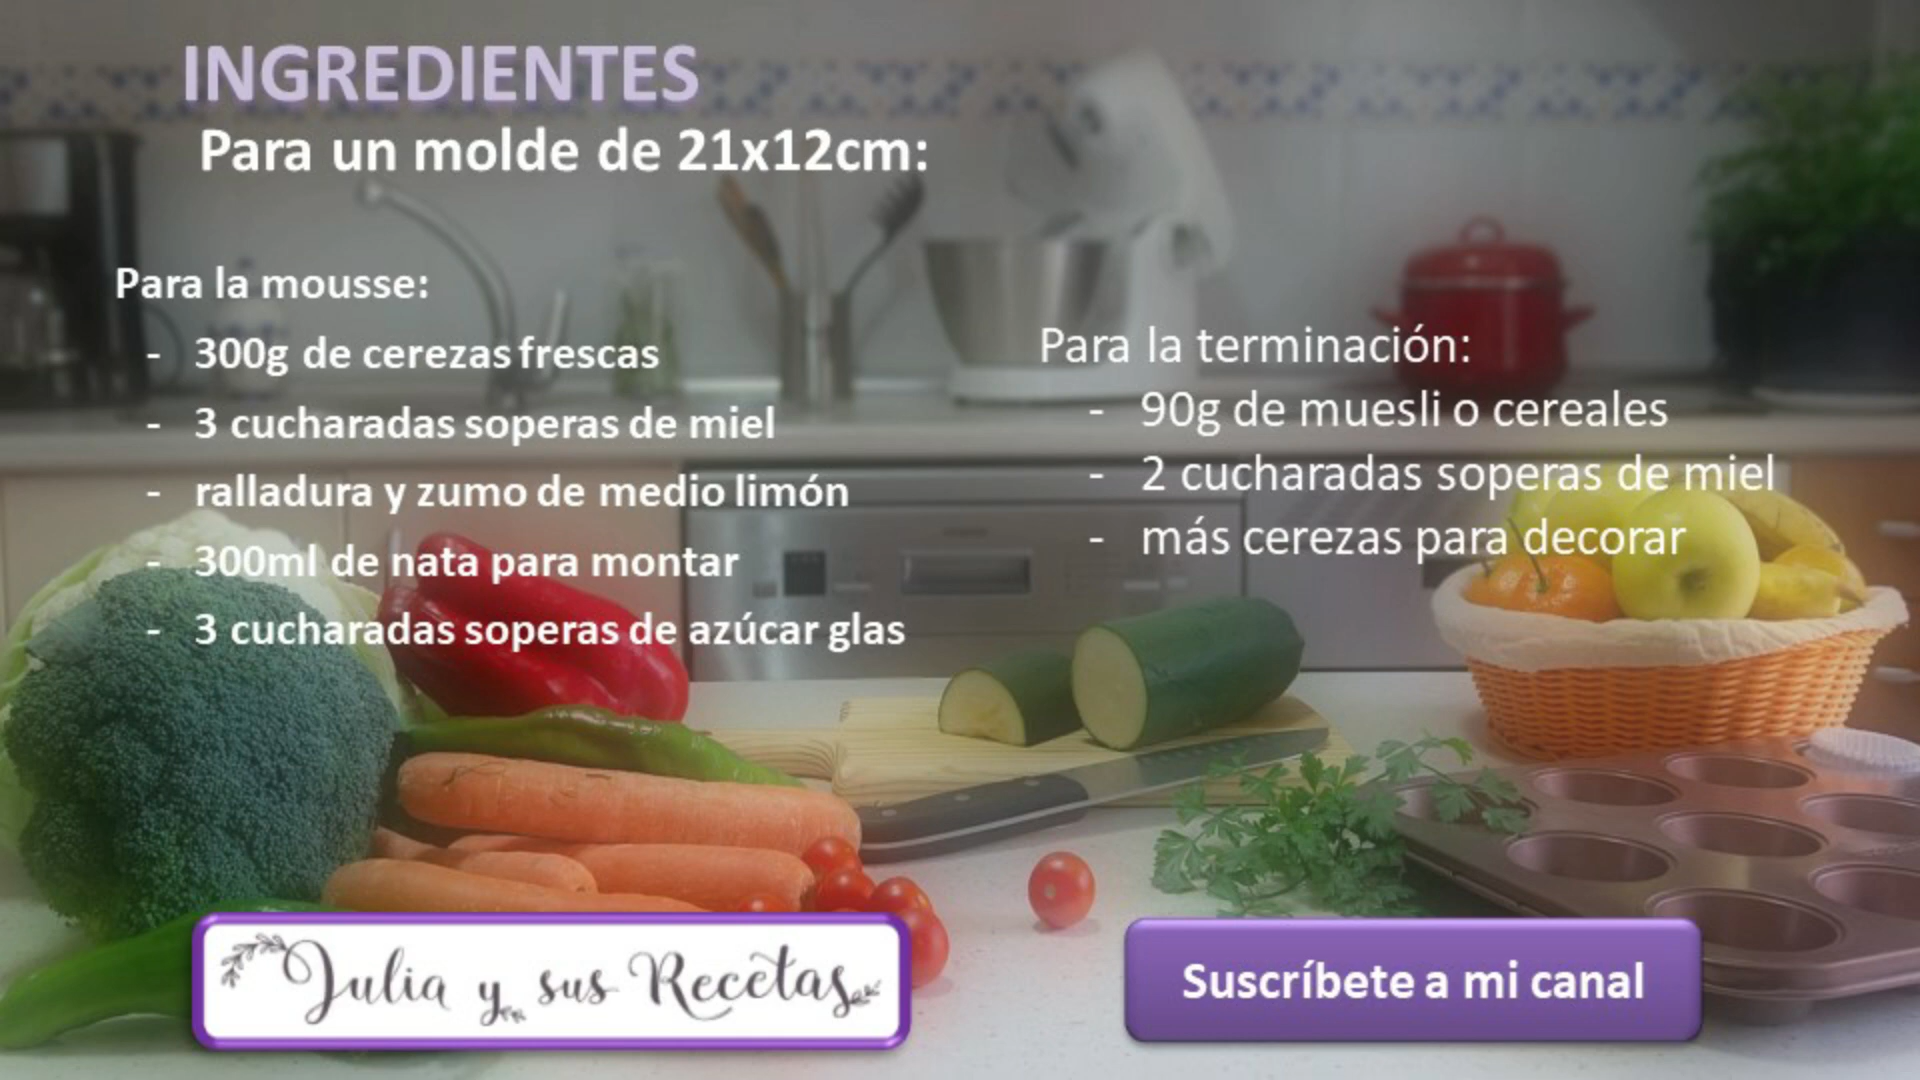 INGREDIENTES
Para un molde de 21x12cm:
Para la mousse:
- 300g de cerezas frescas
- 3 cucharadas soperas de miel
- ralladura y zumo de medio limón
- 300ml de nata para montar
- 3 cucharadas soperas de azúcar glas
Para la terminación:
- 90g de muesli o cereales
- 2 cucharadas soperas de miel
- más cerezas para decorar
Julia y sus Recetas
Suscríbete a mi canal